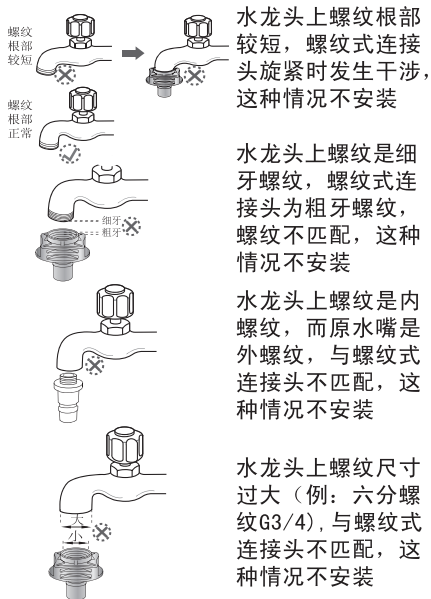 螺纹
根部
较短
水龙头上螺纹根部
较短，螺纹式连接
头旋紧时发生干涉，
这种情况不安装
螺纹
根部
正常
水龙头上螺纹是细
牙螺纹，螺纹式连
接头为粗牙螺纹，
螺纹不匹配，这种
情况不安装
细牙
粗牙
水龙头上螺纹是内
螺纹，而原水嘴是
外螺纹，与螺纹式
连接头不匹配，这
种情况不安装
水龙头上螺纹尺寸
过大（例：六分螺
纹G3/4),与螺纹式
连接头不匹配，这
种情况不安装
大
小